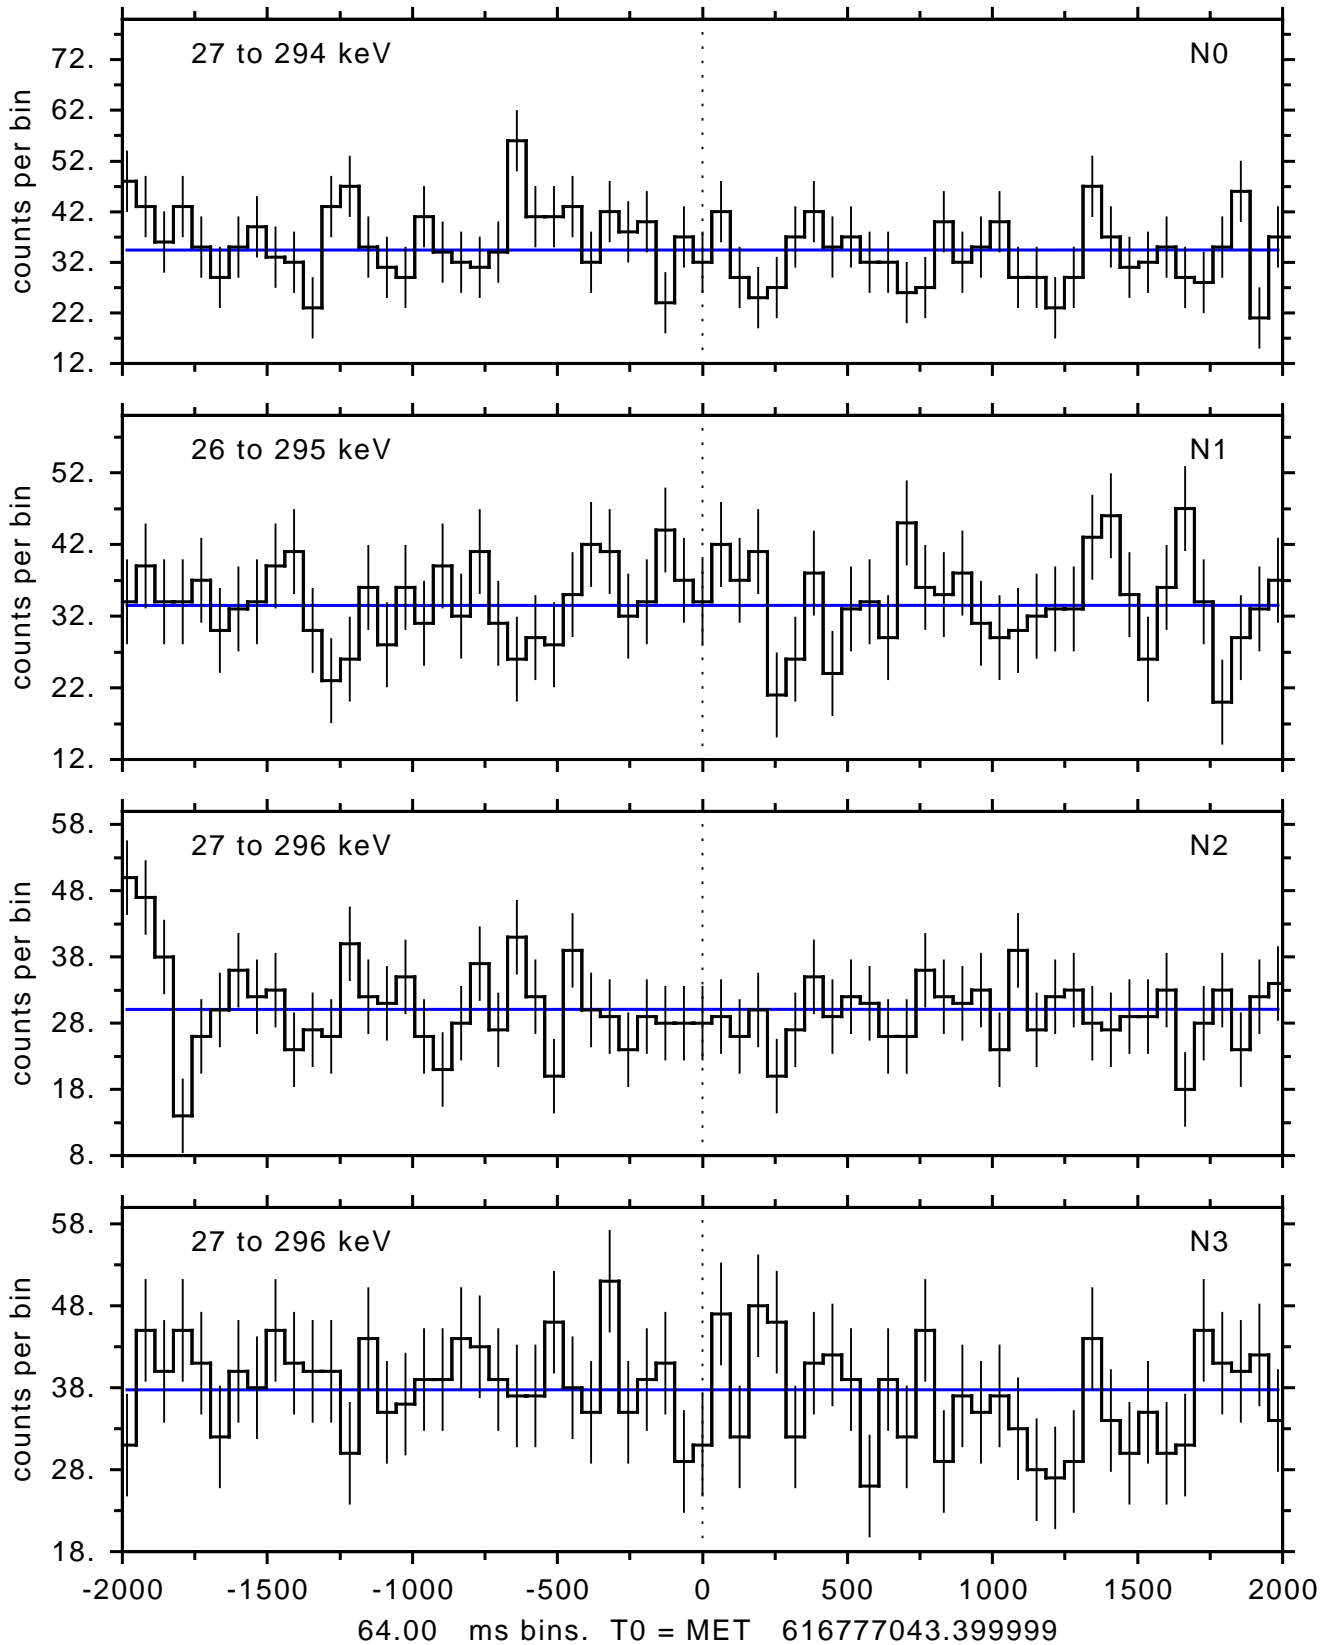 27 to 294 keV N0
72.
62.
52.
42.
32.
22.
12.
counts per bin
26 to 295 keV N1
52.
42.
32.
22.
12.
counts per bin
27 to 296 keV N2
58.
48.
38.
28.
18.
8.
counts per bin
27 to 296 keV N3
58.
48.
38.
28.
18.
counts per bin
-2000 -1500 -1000 -500 0 500 1000 1500 2000
64.00 ms bins. T0 = MET 616777043.399999